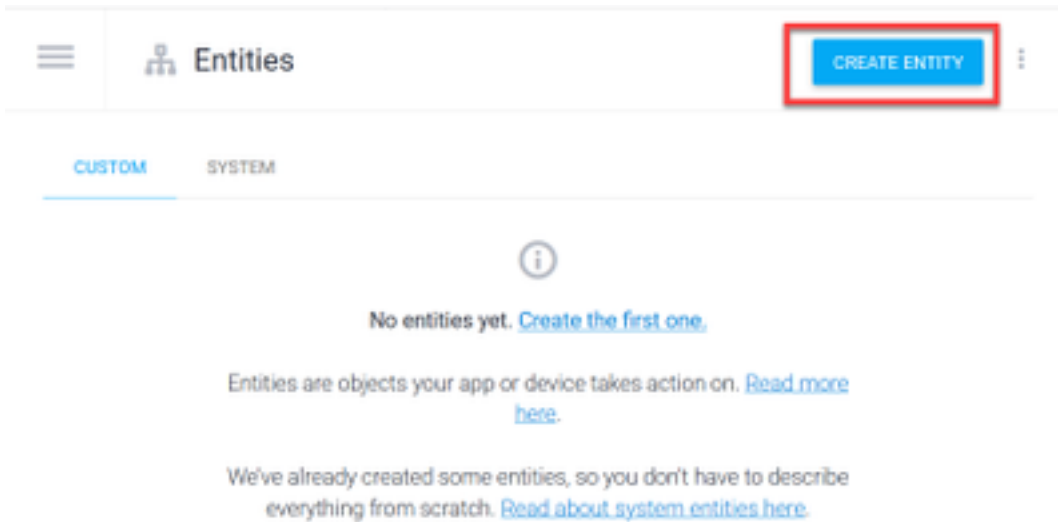 Entities
CREATE ENTITY
CUSTOM
SYSTEM
No entities yet. Create the first one.
Entities are objects your app or device takes action on. Read more
here.
We've already created some entities, so you don't have to describe
everything from scratch. Read about system entities here.